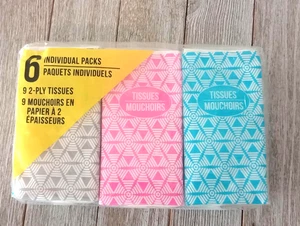 6 INDIVIDUAL PACKS
PAQUETS INDIVIDUELS
9 2-PLY TISSUES
9 MOUCHOIRS EN
PAPIER À 2
ÉPAISSEURS
TISSUES
MOUCHOIRS
TISSUES
MOUCHOIRS